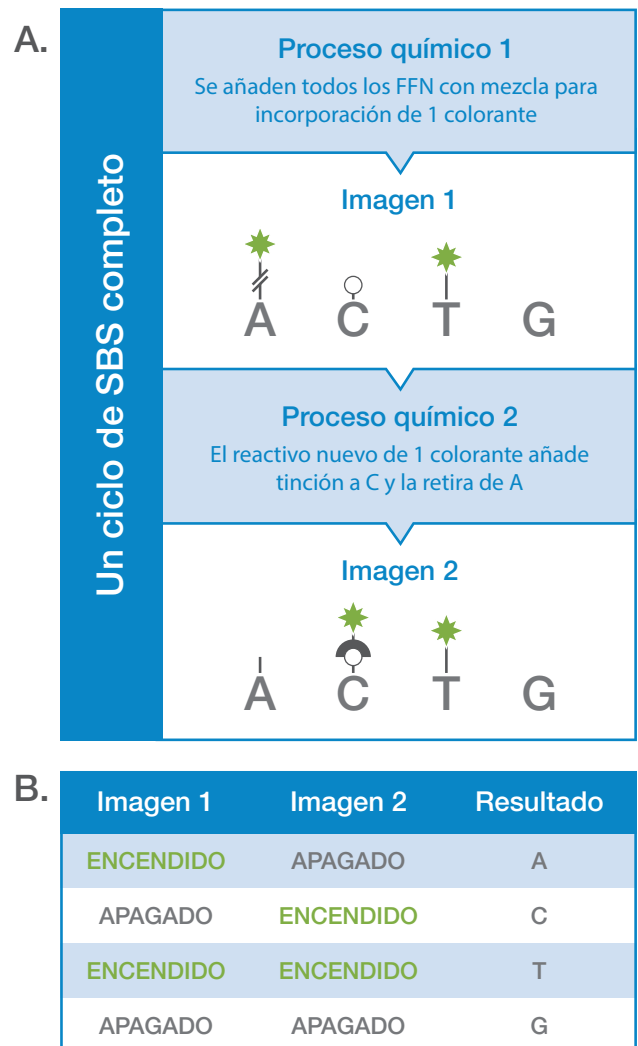 A.
Un ciclo de SBS completo
Proceso químico 1
Se añaden todos los FFN con mezcla para
incorporación de 1 colorante
Imagen 1
A C T G
Proceso químico 2
El reactivo nuevo de 1 colorante añade
tinción a C y la retira de A
Imagen 2
A C T G
B.
Imagen 1 Imagen 2 Resultado
ENCENDIDO APAGADO A
APAGADO ENCENDIDO C
ENCENDIDO ENCENDIDO T
APAGADO APAGADO G